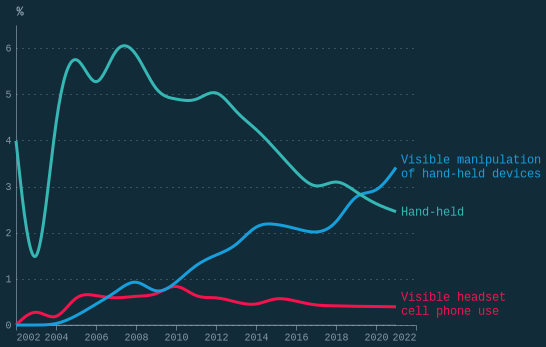 %
6
5
4
3
2
1
0
Visible manipulation
of hand-held devices
Hand-held
Visible headset
cell phone use
2002 2004 2006 2008 2010 2012 2014 2016 2018 2020 2022